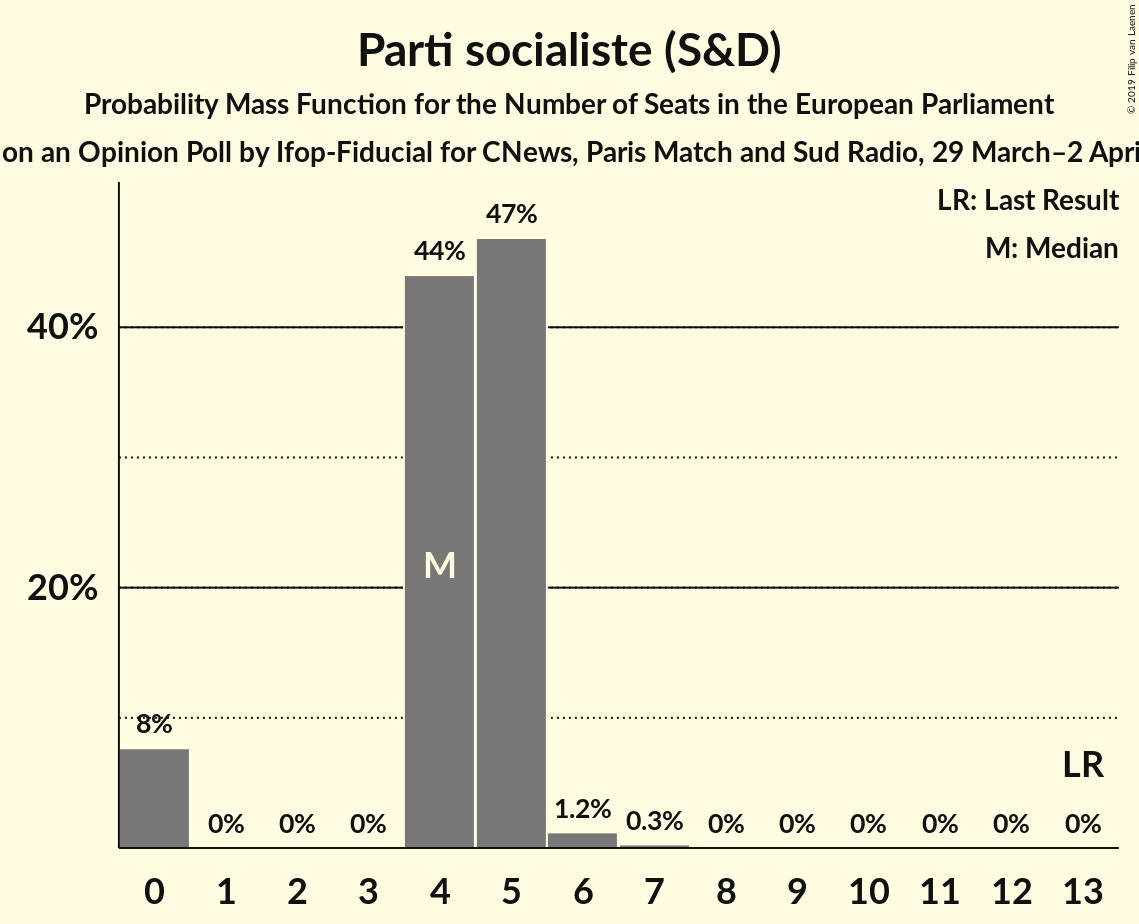 Parti socialiste (S&D)
Probability Mass Function for the Number of Seats in the European Parliament
on an Opinion Poll by Ifop-Fiducial for CNews, Paris Match and Sud Radio, 29 March–2 Apri
© 2019 Filip van Laenen
LR: Last Result
M: Median
47%
44%
40%
M
20%
8%
LR
1.2%
0.3%
0% 0% 0% 0% 0% 0% 0% 0% 0%
0 1 2 3 4 5 6 7 8 9 10 11 12 13